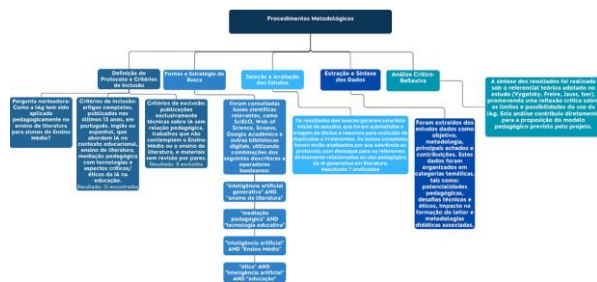 Procedimentos Metodológicos
Definição do
Protocolo e Critérios
de Inclusão
Fontes e Estratégia de
Busca
Seleção e Avaliação
dos Estudos
Extração e Síntese
dos Dados
Análise Crítico-
Reflexiva
Pergunta norteadora:
Como a IAg tem sido
aplicada
pedagogicamente no
ensino de literatura
para alunos do Ensino
Médio?
Critérios de inclusão:
artigos completos,
publicados nos
últimos 15 anos, em
português, inglês ou
espanhol, que
abordem IA no
contexto educacional,
ensino de literatura,
mediação pedagógica
com tecnologias e
aspectos críticos/
éticos da IA na
educação.
Resultado: 15 encontrados
Critérios de exclusão:
publicações
exclusivamente
técnicas sobre IA sem
relação pedagógica,
trabalhos que não
contemplem o Ensino
Médio ou o ensino de
literatura, e materiais
sem revisão por pares.
Resultado: 8 encontrados
Foram consultadas
bases científicas
relevantes, como
SciELO, Web of
Science, Scopus,
Google Acadêmico e
outras bibliotecas
digitais, utilizando
combinações dos
seguintes descritores e
operadores booleanos:
"inteligência artificial
generativa" AND
"ensino de literatura"
"mediação
pedagógica" AND
"tecnologia educativa"
"inteligência artificial"
AND "Ensino Médio"
"ética" AND
"inteligência artificial"
AND "educação"
Os resultados das buscas geraram uma lista
inicial de estudos que foram submetidos a
triagem de títulos e resumos para exclusão de
duplicatas e irrelevantes. Os textos completos
foram então analisados por sua aderência ao
protocolo, com destaque para os referentes
diretamente relacionados ao uso pedagógico
de IA generativa em literatura.
Resultado: 7 analisados
Foram extraídos dos
estudos dados como
objetivo,
metodologia,
principais achados e
contribuições. Estes
dados foram
organizados em
categorias temáticas,
tais como:
potencialidades
pedagógicas,
desafios técnicos e
éticos, impacto na
formação do leitor e
metodologias
didáticas associadas.
A síntese dos resultados foi realizada
sob o referencial teórico adotado no
estudo (Vygotsky, Freire, Jauss, Iser),
promovendo uma reflexão crítica sobre
os limites e possibilidades do uso da
IAg. Esta análise contribuiu diretamente
para a proposição do modelo
pedagógico previsto pelo projeto.